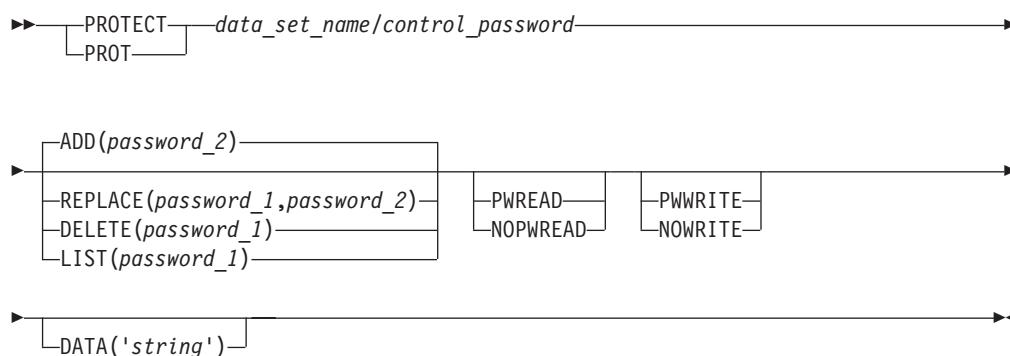 PROTECT data_set_name/control_password
PROT
ADD(password_2)
REPLACE(password_1,password_2) PWREAD PWWRITE
DELETE(password_1) NOPWREAD NOWRITE
LIST(password_1)
DATA('string')